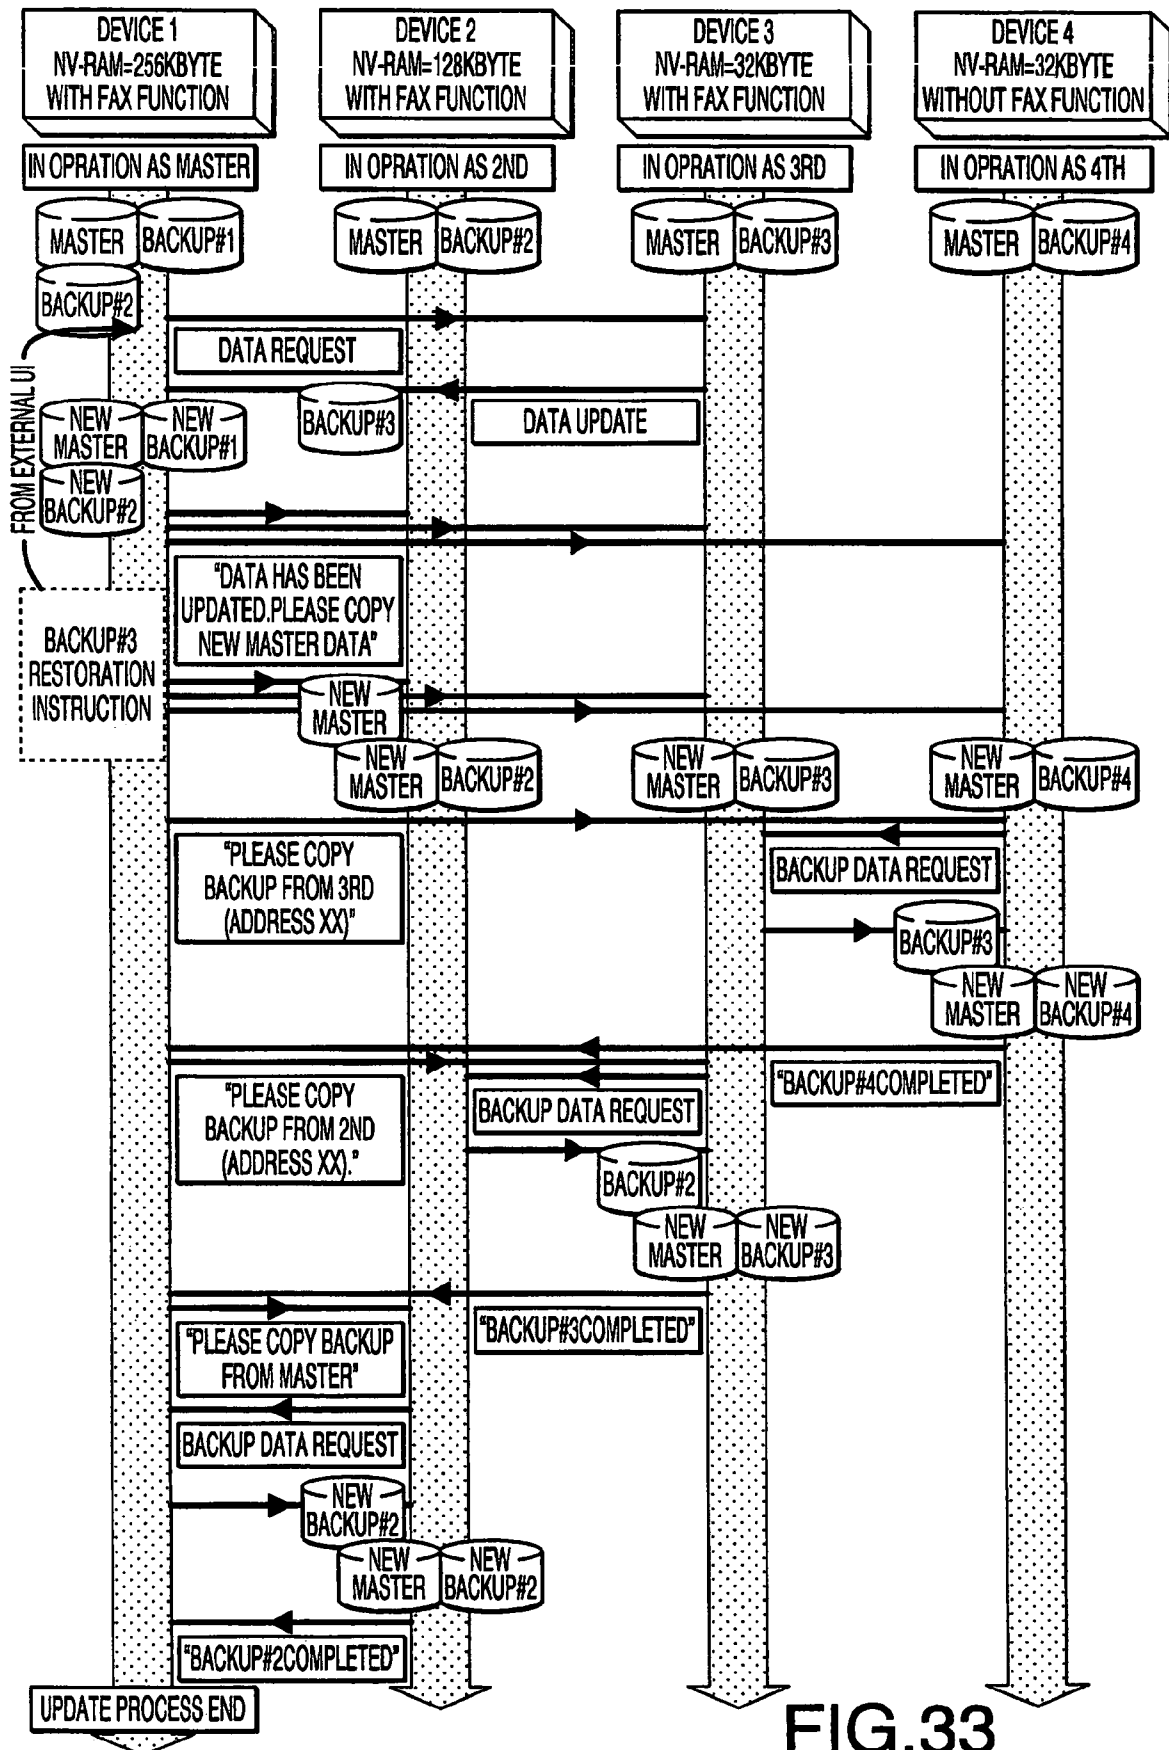 DEVICE 1
NV-RAM=256KBYTE
WITH FAX FUNCTION
DEVICE 2
NV-RAM=128KBYTE
WITH FAX FUNCTION
DEVICE 3
NV-RAM=32KBYTE
WITH FAX FUNCTION
DEVICE 4
NV-RAM=32KBYTE
WITHOUT FAX FUNCTION
IN OPRATION AS MASTER
IN OPRATION AS 2ND
IN OPRATION AS 3RD
IN OPRATION AS 4TH
MASTER
BACKUP#1
MASTER
BACKUP#2
MASTER
BACKUP#3
MASTER
BACKUP#4
BACKUP#2
DATA REQUEST
FROM EXTERNAL UI
BACKUP#3
DATA UPDATE
NEW
MASTER
NEW
BACKUP#1
NEW
BACKUP#2
"DATA HAS BEEN
UPDATED.PLEASE COPY
NEW MASTER DATA"
BACKUP#3
RESTORATION
INSTRUCTION
NEW
MASTER
NEW
MASTER
BACKUP#2
NEW
MASTER
BACKUP#3
NEW
MASTER
BACKUP#4
"PLEASE COPY
BACKUP FROM 3RD
(ADDRESS XX)"
BACKUP DATA REQUEST
BACKUP#3
NEW
MASTER
NEW
BACKUP#4
"BACKUP#4COMPLETED"
"PLEASE COPY
BACKUP FROM 2ND
(ADDRESS XX)."
BACKUP DATA REQUEST
BACKUP#2
NEW
MASTER
NEW
BACKUP#3
"BACKUP#3COMPLETED"
"PLEASE COPY BACKUP
FROM MASTER"
BACKUP DATA REQUEST
NEW
BACKUP#2
NEW
MASTER
NEW
BACKUP#2
"BACKUP#2COMPLETED"
UPDATE PROCESS END
FIG.33